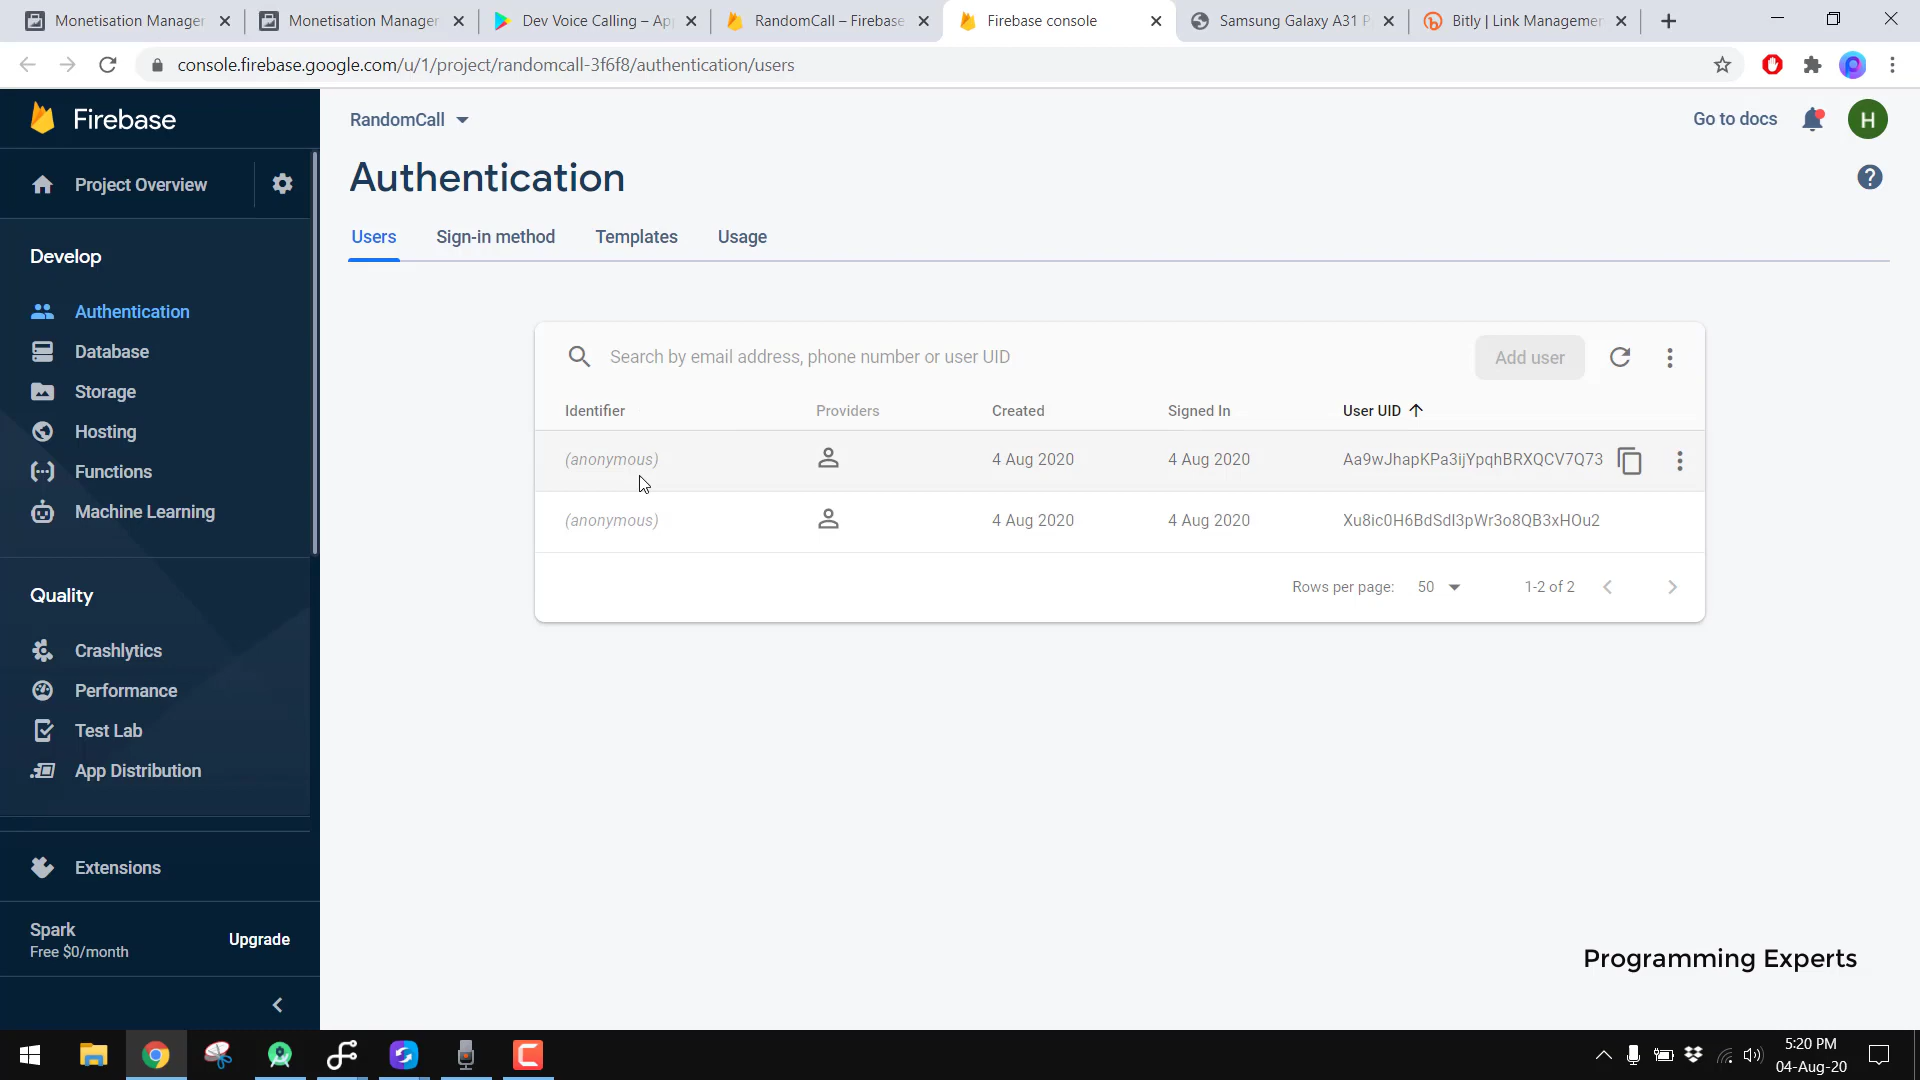 Monetisation Manager
Monetisation Manager
Dev Voice Calling – Ap
RandomCall – Firebase
Firebase console
Samsung Galaxy A31 P
Bitly | Link Managemen
console.firebase.google.com/u/1/project/randomcall-3f6f8/authentication/users
Firebase
RandomCall
Go to docs
H
Project Overview
Authentication
?
Users Sign-in method Templates Usage
Develop
Authentication
Database
Storage
Hosting
Functions
Machine Learning
Search by email address, phone number or user UID
Add user
Identifier Providers Created Signed In User UID
(anonymous) 4 Aug 2020 4 Aug 2020 Aa9wJhapKPa3ijYpqhBRXQCV7Q73
(anonymous) 4 Aug 2020 4 Aug 2020 Xu8ic0H6BdSdI3pWr3o8QB3xHOu2
Rows per page: 50 1-2 of 2
Quality
Crashlytics
Performance
Test Lab
App Distribution
Extensions
Spark
Free $0/month
Upgrade
Programming Experts
5:20 PM
04-Aug-20